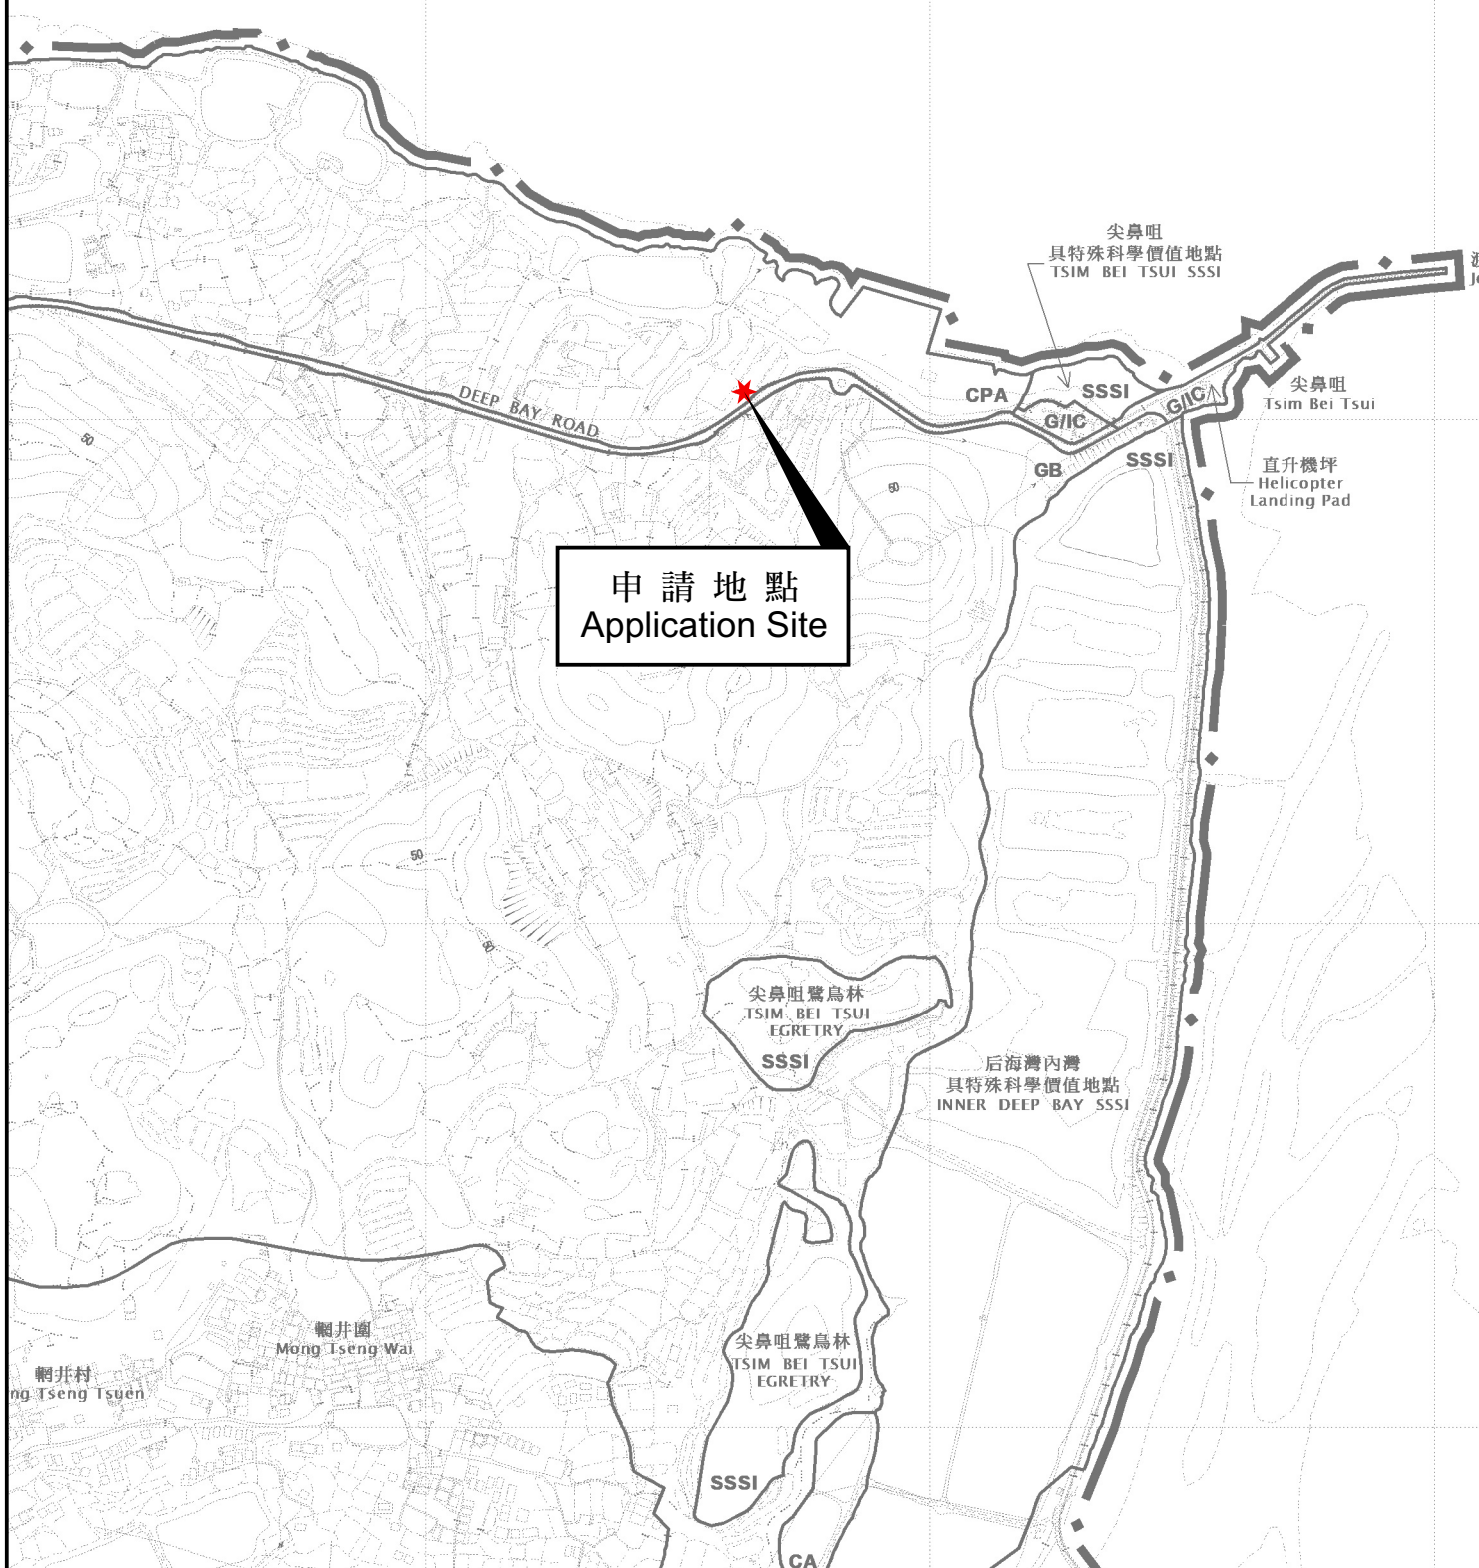 尖鼻咀
具特殊科學價值地點
TSIM BEI TSUI SSSI
CPA
SSSI
G/IC
G/IC
尖鼻咀
Tsim Bei Tsui
DEEP BAY ROAD
GB
SSSI
直升機坪
Helicopter
Landing Pad
50
50
申請地點
Application Site
50
50
尖鼻咀鷺鳥林
TSIM BEI TSUI
EGRETRY
SSSI
后海灣內灣
具特殊科學價值地點
INNER DEEP BAY SSSI
輞井圍
Mong Tseng Wai
輞井村
ng Tseng Tsuen
尖鼻咀鷺鳥林
TSIM BEI TSUI
EGRETRY
SSSI
CA